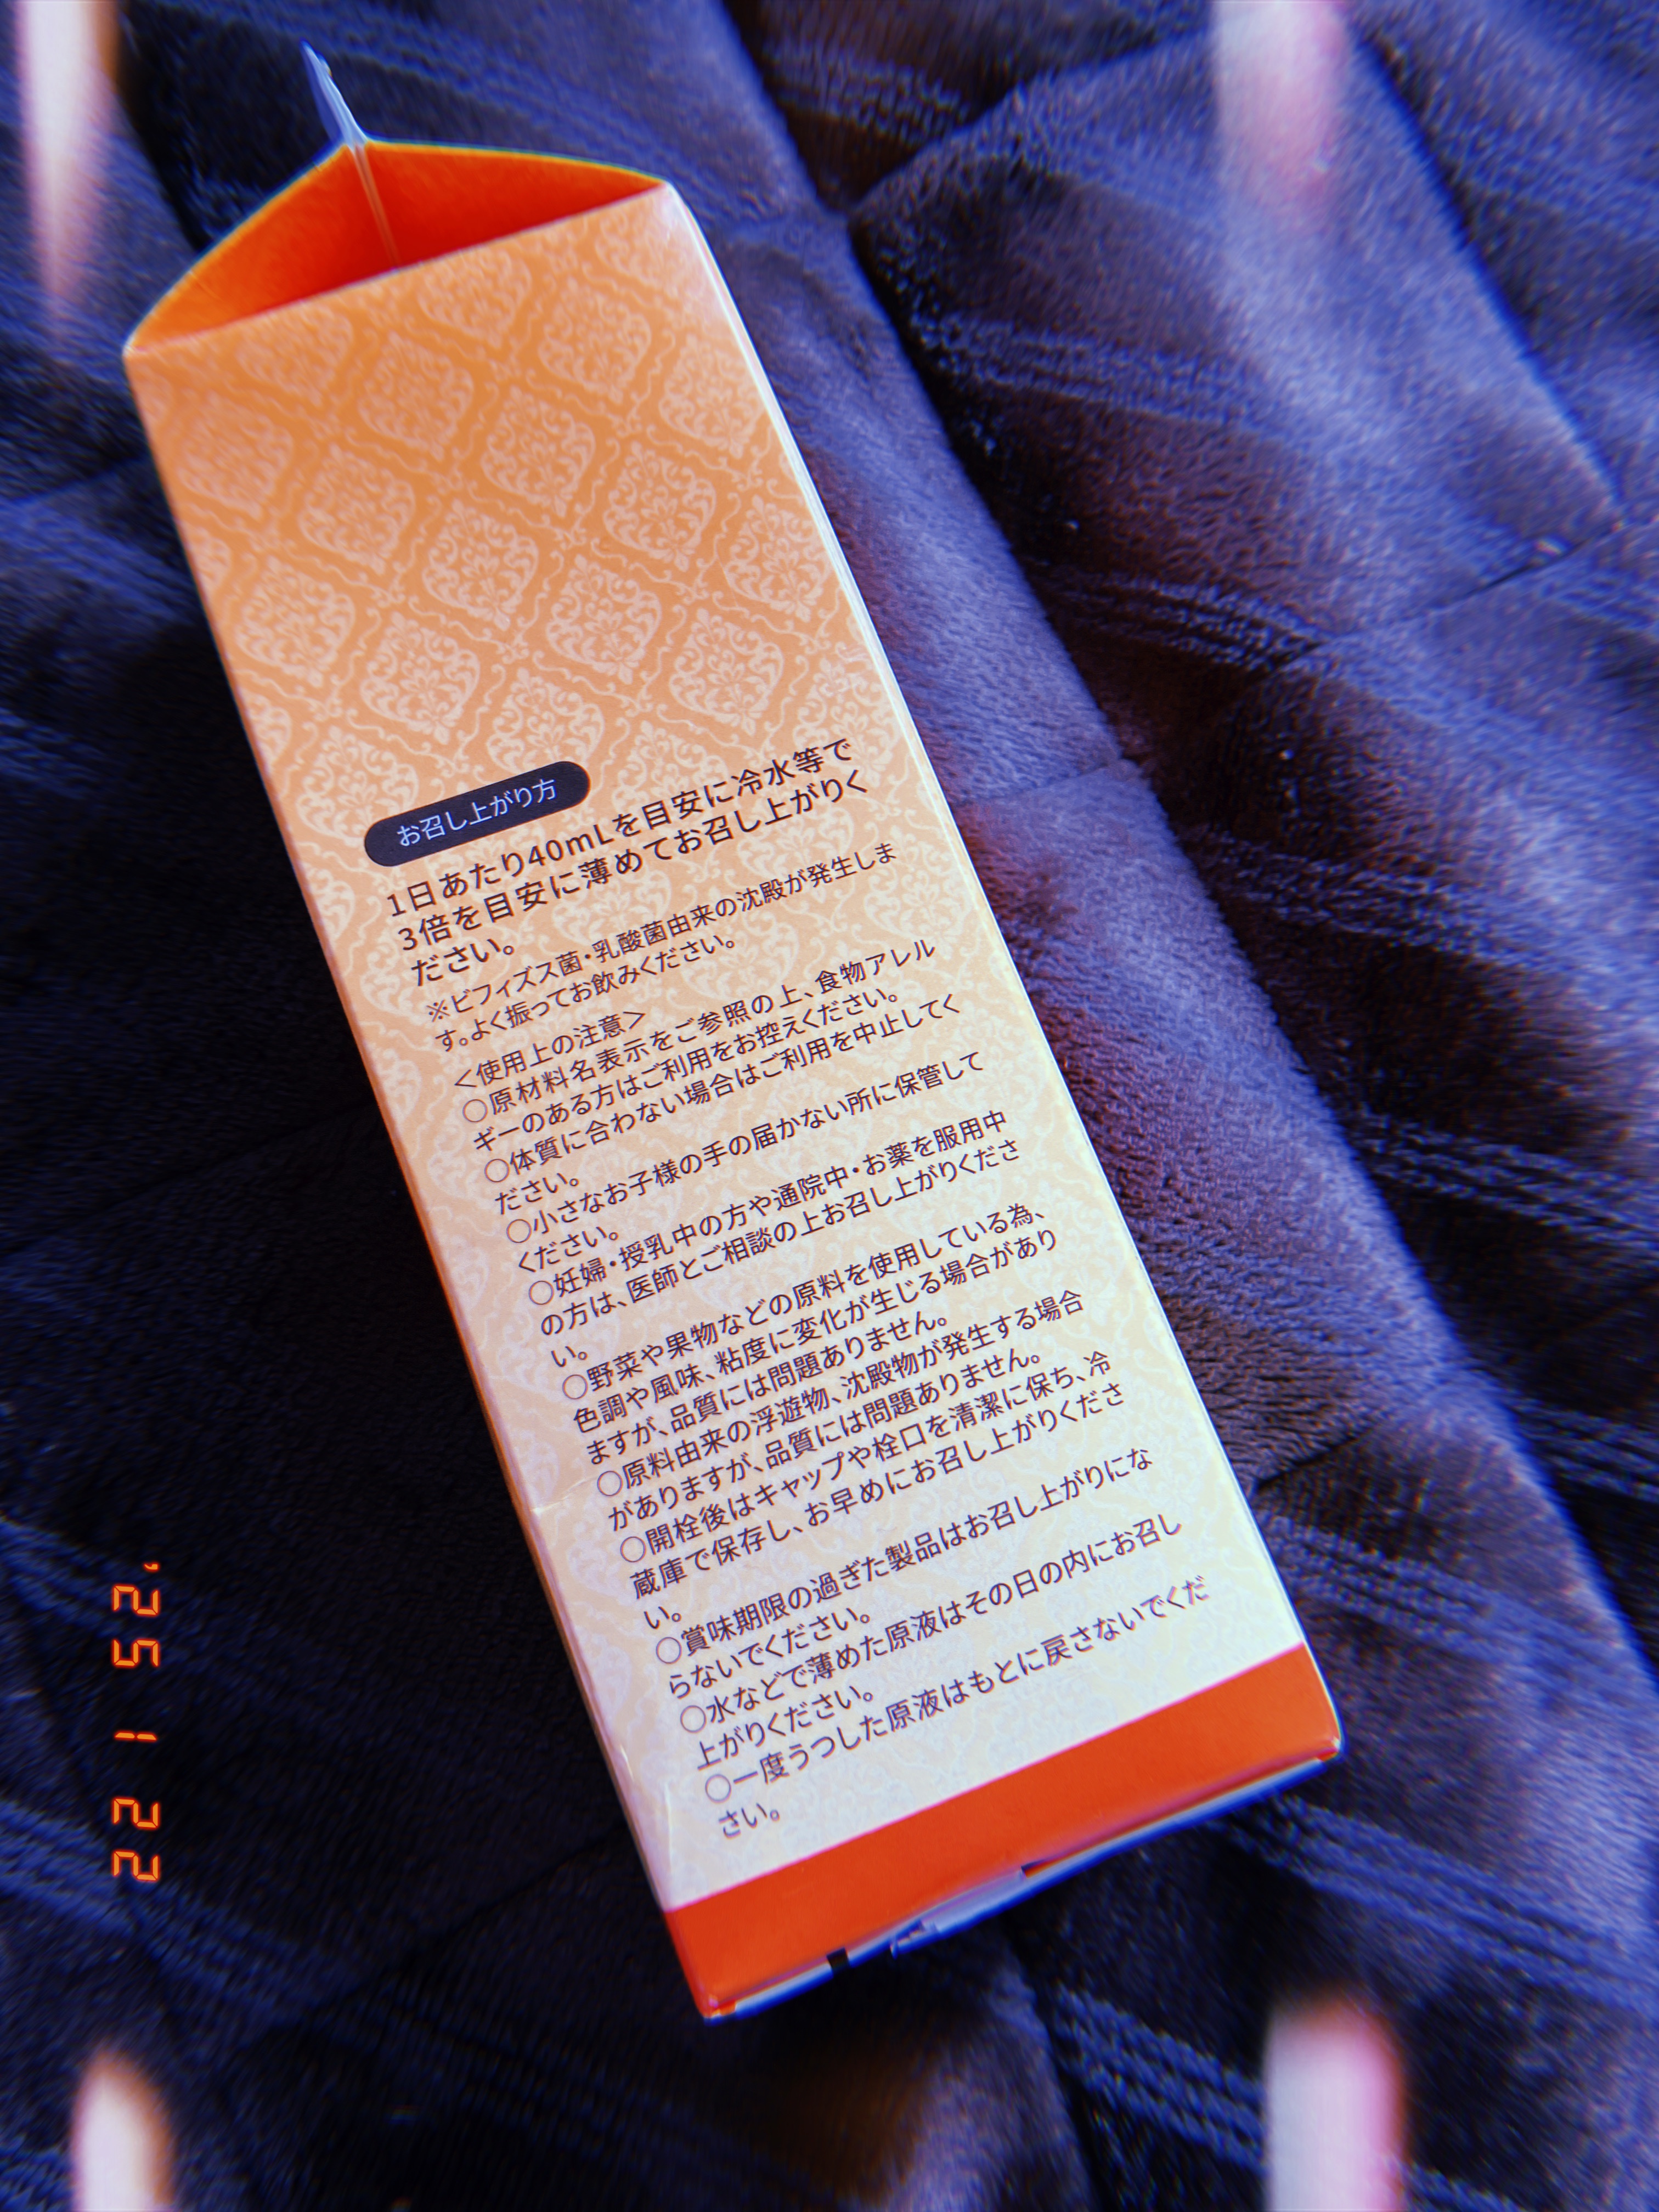 お召し上がり方
1日あたり40mLを目安に冷水等で
3倍を目安に薄めてお召し上がりく
ださい。
※ビフィズス菌・乳酸菌由来の沈殿が発生しま
す。よく振ってお飲みください。
＜使用上の注意＞
○原材料名表示をご参照の上、食物アレル
ギーのある方はご利用をお控えください。
○体質に合わない場合はご利用を中止してく
ださい。
○小さなお子様の手の届かない所に保管して
ください。
○妊婦・授乳中の方や通院中・お薬を服用中
の方は、医師とご相談の上お召し上がりくださ
い。
○野菜や果物などの原料を使用している為、
色調や風味、粘度に変化が生じる場合があり
ますが、品質には問題ありません。
○原料由来の浮遊物、沈殿物が発生する場合
がありますが、品質には問題ありません。
○開栓後はキャップや栓口を清潔に保ち、冷
蔵庫で保存し、お早めにお召し上がりくださ
い。
○賞味期限の過ぎた製品はお召し上がりにな
らないでください。
○水などで薄めた原液はその日の内にお召し
上がりください。
○一度うつした原液はもとに戻さないでくだ
さい。
'25 1 22